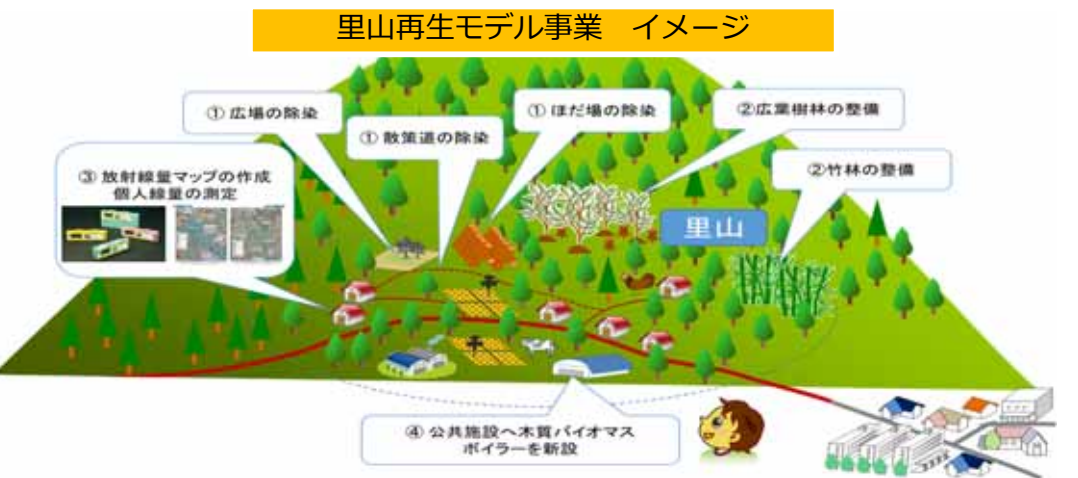 里山再生モデル事業 イメージ
① 広場の除染
① ほだ場の除染
②広葉樹林の整備
① 散策道の除染
③ 放射線量マップの作成
個人線量の測定
②竹林の整備
里山
④ 公共施設へ木質バイオマス
ボイラーを新設